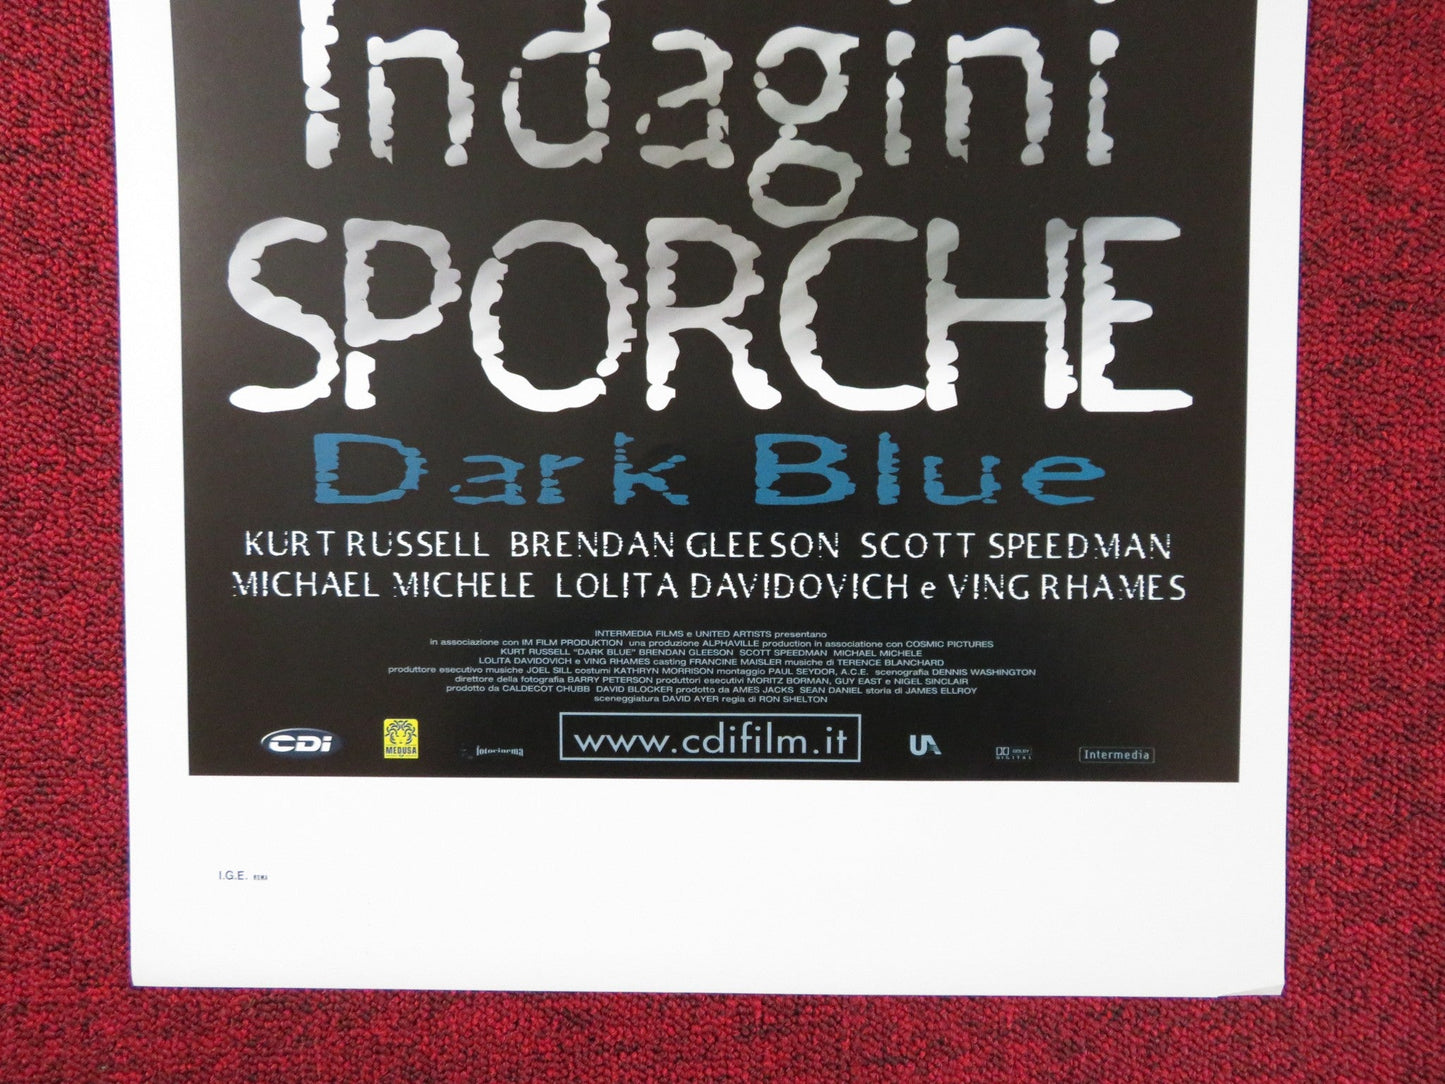 Indagini
SPORCHE
Dark Blue
KURT RUSSELL BRENDAN GLEESON SCOTT SPEEDMAN
MICHAEL MICHELE LOLITA DAVIDOVICH e VING RHAMES
INTERMEDIA FILMS e UNITED ARTISTS presentano
in associazione con IM FILM PRODUKTION una produzione ALPHAVILLE production in associatione con COSMIC PICTURES
KURT RUSSELL "DARK BLUE" BRENDAN GLEESON SCOTT SPEEDMAN MICHAEL MICHELE
LOLITA DAVIDOVICH e VING RHAMES casting FRANCINE MAISLER musiche di TERENCE BLANCHARD
produttore esecutivo musiche JOEL SILL costumi KATHRYN MORRISON montaggio PAUL SEYDOR, A.C.E. scenografia DENNIS WASHINGTON
direttore della fotografia BARRY PETERSON produttori esecutivi MORITZ BORMAN, GUY EAST e NIGEL SINCLAIR
prodotto da CALDECOT CHUBB DAVID BLOCKER prodotto da AMES JACKS SEAN DANIEL storia di JAMES ELLROY
sceneggiatura DAVID AYER regia di RON SHELTON
CDi MEDUSA fotocinema www.cdifilm.it UA DOLBY DIGITAL Intermedia
I.G.E. ROMA